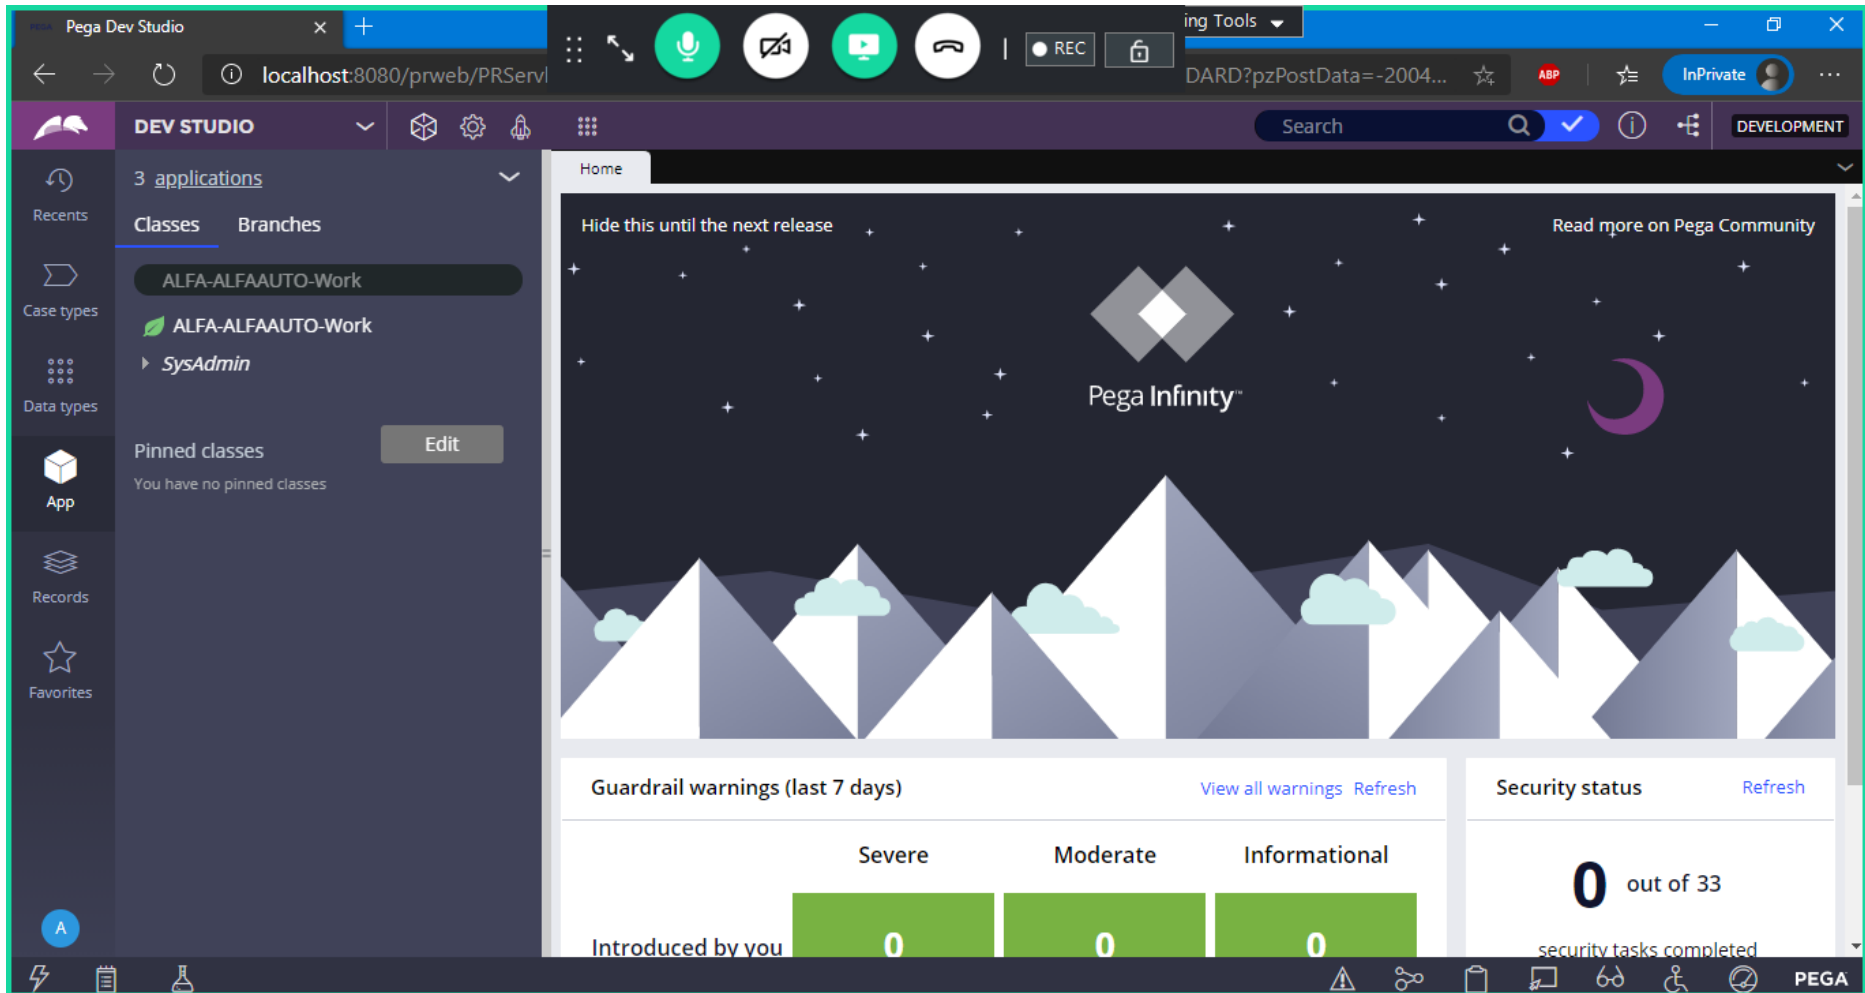 Pega Dev Studio
ing Tools
REC
localhost:8080/prweb/PRServl
DARD?pzPostData=-2004...
ABP
InPrivate
DEV STUDIO
Search
DEVELOPMENT
Recents
Case types
Data types
App
Records
Favorites
A
3 applications
Classes Branches
ALFA-ALFAAUTO-Work
ALFA-ALFAAUTO-Work
SysAdmin
Pinned classes
Edit
You have no pinned classes
Home
Hide this until the next release
Read more on Pega Community
Pega Infinity™
Guardrail warnings (last 7 days)
View all warnings Refresh
Severe Moderate Informational
Introduced by you 0 0 0
Security status
Refresh
0 out of 33
security tasks completed
PEGA